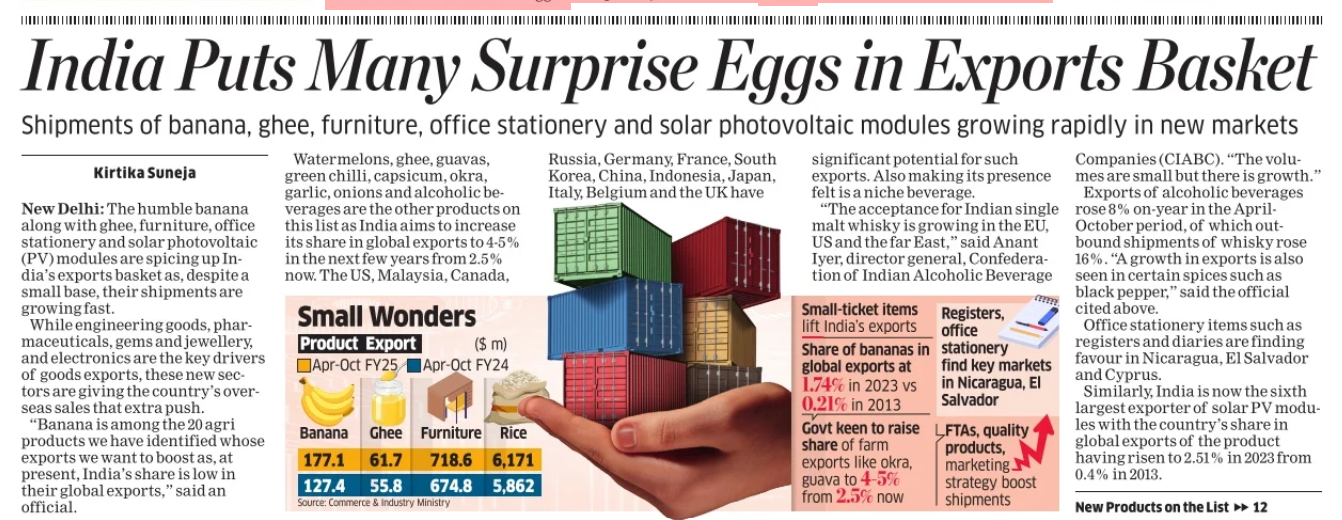 India Puts Many Surprise Eggs in Exports Basket
Shipments of banana, ghee, furniture, office stationery and solar photovoltaic modules growing rapidly in new markets
Kirtika Suneja
New Delhi: The humble banana
along with ghee, furniture, office
stationery and solar photovoltaic
(PV) modules are spicing up In-
dia's exports basket as, despite a
small base, their shipments are
growing fast.
While engineering goods, phar-
maceuticals, gems and jewellery,
and electronics are the key drivers
of goods exports, these new sec-
tors are giving the country's over-
seas sales that extra push.
"Banana is among the 20 agri
products we have identified whose
exports we want to boost as, at
present, India's share is low in
their global exports," said an
official.
Watermelons, ghee, guavas,
green chilli, capsicum, okra,
garlic, onions and alcoholic be-
verages are the other products on
this list as India aims to increase
its share in global exports to 4-5%
in the next few years from 2.5%
now. The US, Malaysia, Canada,
Russia, Germany, France, South
Korea, China, Indonesia, Japan,
Italy, Belgium and the UK have
significant potential for such
exports. Also making its presence
felt is a niche beverage.
"The acceptance for Indian single
malt whisky is growing in the EU,
US and the far East," said Anant
Iyer, director general, Confedera-
tion of Indian Alcoholic Beverage
Companies (CIABC). "The volu-
mes are small but there is growth."
Exports of alcoholic beverages
rose 8% on-year in the April-
October period, of which out-
bound shipments of whisky rose
16%. "A growth in exports is also
seen in certain spices such as
black pepper," said the official
cited above.
Office stationery items such as
registers and diaries are finding
favour in Nicaragua, El Salvador
and Cyprus.
Similarly, India is now the sixth
largest exporter of solar PV modu-
les with the country's share in
global exports of the product
having risen to 2.51% in 2023 from
0.4% in 2013.
New Products on the List ▸▸ 12
Small Wonders
Product Export ($ m)
Apr-Oct FY25 Apr-Oct FY24
Banana Ghee Furniture Rice
177.1 61.7 718.6 6,171
127.4 55.8 674.8 5,862
Source: Commerce & Industry Ministry
Small-ticket items
lift India's exports
Share of bananas in
global exports at
1.74% in 2023 vs
0.21% in 2013
Govt keen to raise
share of farm
exports like okra,
guava to 4-5%
from 2.5% now
Registers,
office
stationery
find key markets
in Nicaragua, El
Salvador
FTAs, quality
products,
marketing
strategy boost
shipments